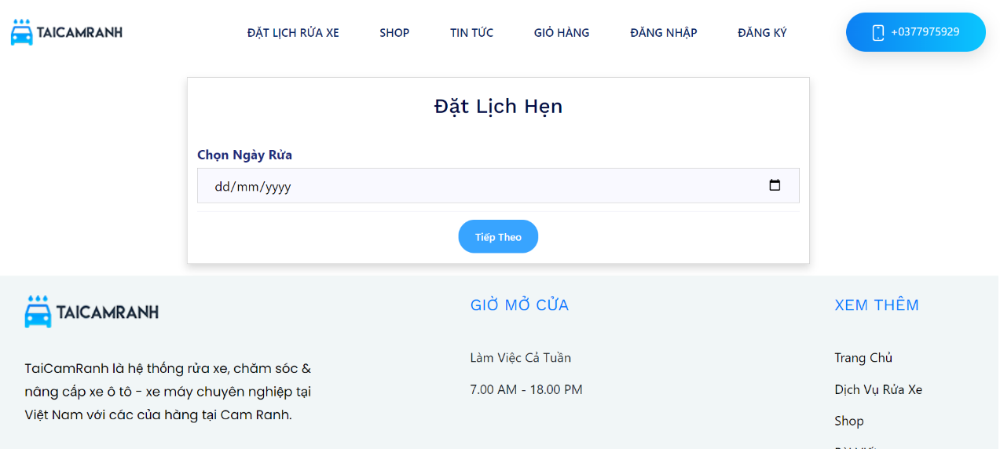 TAICAMRANH
ĐẶT LỊCH RỬA XE
SHOP
TIN TỨC
GIỎ HÀNG
ĐĂNG NHẬP
ĐĂNG KÝ
+0377975929
Đặt Lịch Hẹn
Chọn Ngày Rửa
dd/mm/yyyy
Tiếp Theo
TAICAMRANH
TaiCamRanh là hệ thống rửa xe, chăm sóc &
nâng cấp xe ô tô - xe máy chuyên nghiệp tại
Việt Nam với các của hàng tại Cam Ranh.
GIỜ MỞ CỬA
Làm Việc Cả Tuần
7.00 AM - 18.00 PM
XEM THÊM
Trang Chủ
Dịch Vụ Rửa Xe
Shop